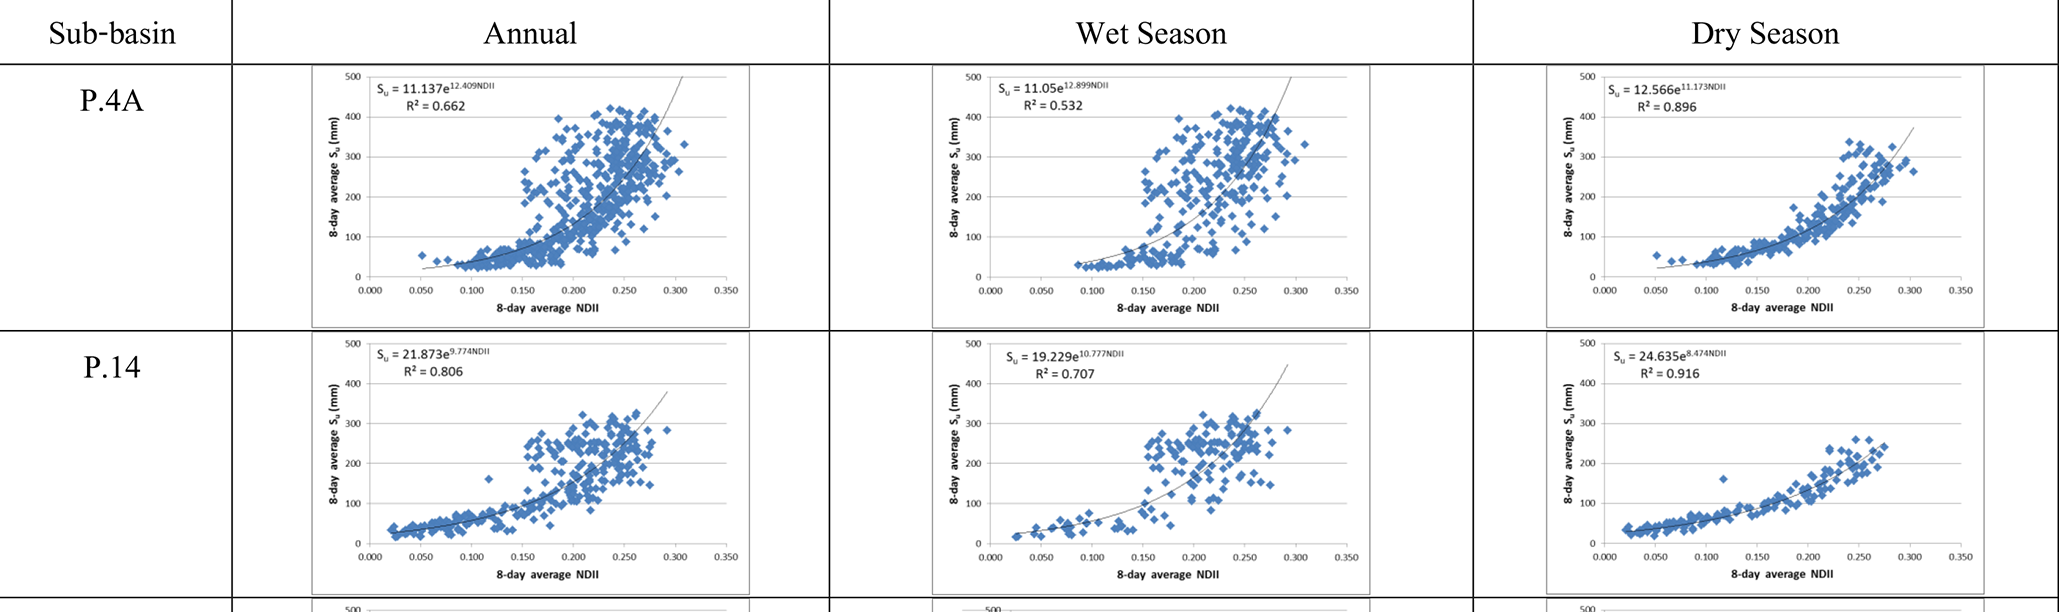 Sub-basin Annual Wet Season Dry Season
P.4A
Sᵤ = 11.137e^12.409NDII
R² = 0.662
500
400
300
200
100
0
8-day average Sᵤ (mm)
0.000 0.050 0.100 0.150 0.200 0.250 0.300 0.350
8-day average NDII
Sᵤ = 11.05e^12.899NDII
R² = 0.532
500
400
300
200
100
0
8-day average Sᵤ (mm)
0.000 0.050 0.100 0.150 0.200 0.250 0.300 0.350
8-day average NDII
Sᵤ = 12.566e^11.173NDII
R² = 0.896
500
400
300
200
100
0
8-day average Sᵤ (mm)
0.000 0.050 0.100 0.150 0.200 0.250 0.300 0.350
8-day average NDII
P.14
Sᵤ = 21.873e^9.774NDII
R² = 0.806
500
400
300
200
100
0
8-day average Sᵤ (mm)
0.000 0.050 0.100 0.150 0.200 0.250 0.300 0.350
8-day average NDII
Sᵤ = 19.229e^10.777NDII
R² = 0.707
500
400
300
200
100
0
8-day average Sᵤ (mm)
0.000 0.050 0.100 0.150 0.200 0.250 0.300 0.350
8-day average NDII
Sᵤ = 24.635e^8.474NDII
R² = 0.916
500
400
300
200
100
0
8-day average Sᵤ (mm)
0.000 0.050 0.100 0.150 0.200 0.250 0.300 0.350
8-day average NDII
500 500 500